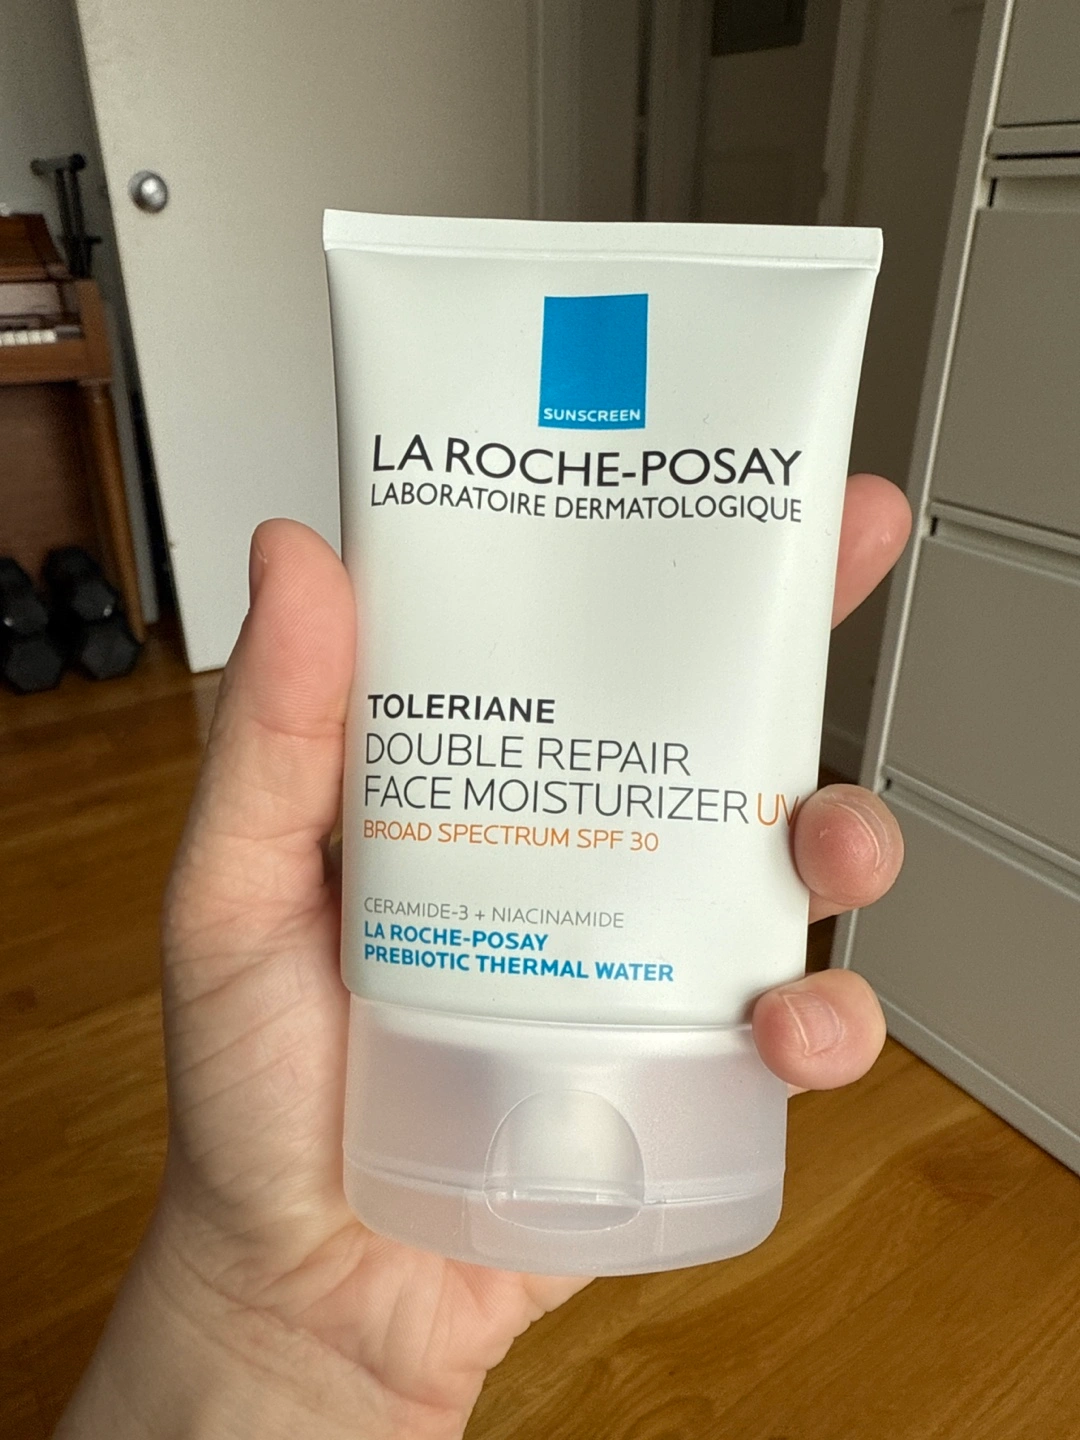 SUNSCREEN
LA ROCHE-POSAY
LABORATOIRE DERMATOLOGIQUE
TOLERIANE
DOUBLE REPAIR
FACE MOISTURIZER UV
BROAD SPECTRUM SPF 30
CERAMIDE-3 + NIACINAMIDE
LA ROCHE-POSAY
PREBIOTIC THERMAL WATER